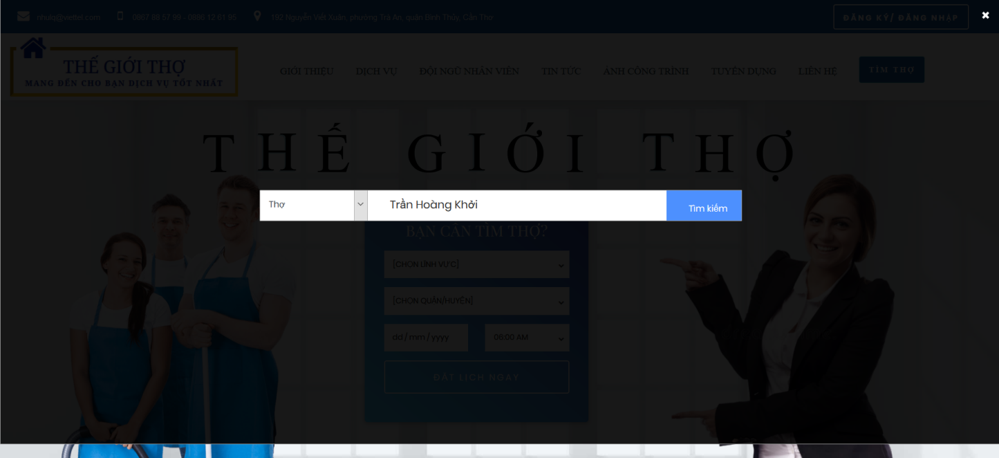 nhulq@viettel.com 0867 88 57 99 - 0886 12 61 95 192 Nguyễn Viết Xuân, phường Trà An, quận Bình Thủy, Cần Thơ ĐĂNG KÝ/ ĐĂNG NHẬP
THẾ GIỚI THỢ
MANG ĐẾN CHO BẠN DỊCH VỤ TỐT NHẤT
GIỚI THIỆU DỊCH VỤ ĐỘI NGŨ NHÂN VIÊN TIN TỨC ẢNH CÔNG TRÌNH TUYỂN DỤNG LIÊN HỆ TÌM THỢ
THẾ GIỚI THỢ
Thợ Trần Hoàng Khởi Tìm kiếm
BẠN CẦN TÌM THỢ?
[CHỌN LĨNH VỰC]
[CHỌN QUẬN/HUYỆN]
dd / mm / yyyy 06:00 AM
ĐẶT LỊCH NGAY